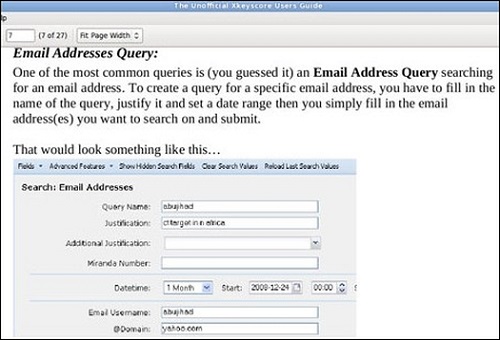 The Unofficial Xkeyscore Users Guide
lp
7 (7 of 27) Fit Page Width
Email Addresses Query:
One of the most common queries is (you guessed it) an Email Address Query searching
for an email address. To create a query for a specific email address, you have to fill in the
name of the query, justify it and set a date range then you simply fill in the email
address(es) you want to search on and submit.
That would look something like this…
Fields Advanced Features Show Hidden Search Fields Clear Search Values Reload Last Search Values
Search: Email Addresses
Query Name: abujihad
Justification: ct target in n africa
Additional Justification:
Miranda Number:
Datetime: 1 Month Start: 2008-12-24 00:00
Email Username: abujihad
@Domain: yahoo.com